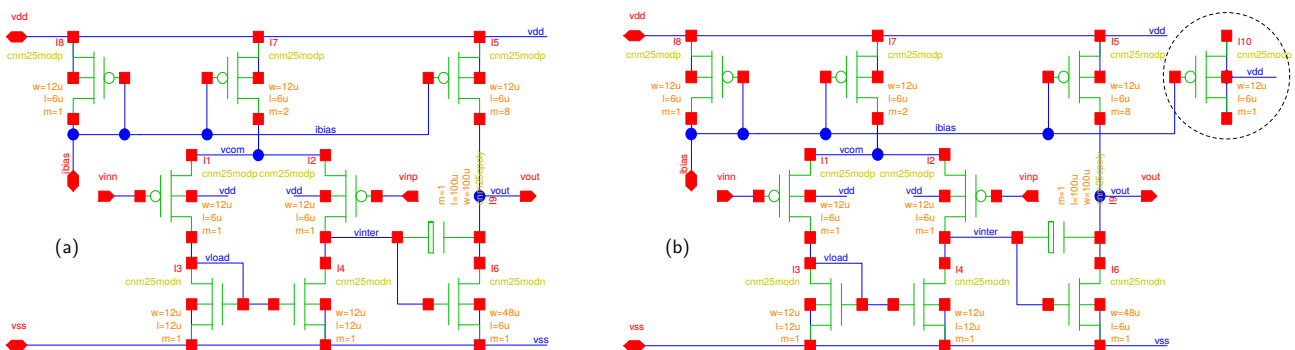 vdd
I8
cnm25modp
w=12u
l=6u
m=1
I7
cnm25modp
w=12u
l=6u
m=2
I5
vdd
cnm25modp
w=12u
l=6u
m=8
ibias
ibias
vcom
I1
I2
cnm25modp
cnm25modp
vinn
vdd
vdd
vinp
w=12u
l=6u
m=1
w=12u
l=6u
m=1
m=1
l=100u
w=100u
vout
vout
I9
(a)
vinter
I3
vload
cnm25modn
I4
cnm25modn
I6
cnm25modn
w=12u
l=12u
m=1
w=12u
l=12u
m=1
w=48u
l=6u
m=1
vss
vss
vdd
I8
cnm25modp
w=12u
l=6u
m=1
I7
cnm25modp
w=12u
l=6u
m=2
I5
vdd
cnm25modp
w=12u
l=6u
m=8
I10
cnm25modp
vdd
w=12u
l=6u
m=1
ibias
ibias
vcom
I1
I2
cnm25modp
cnm25modp
vinn
vdd
vdd
vinp
w=12u
l=6u
m=1
w=12u
l=6u
m=1
m=1
l=100u
w=100u
vout
vout
I9
(b)
vinter
I3
vload
cnm25modn
I4
cnm25modn
I6
cnm25modn
w=12u
l=12u
m=1
w=12u
l=12u
m=1
w=48u
l=6u
m=1
vss
vss